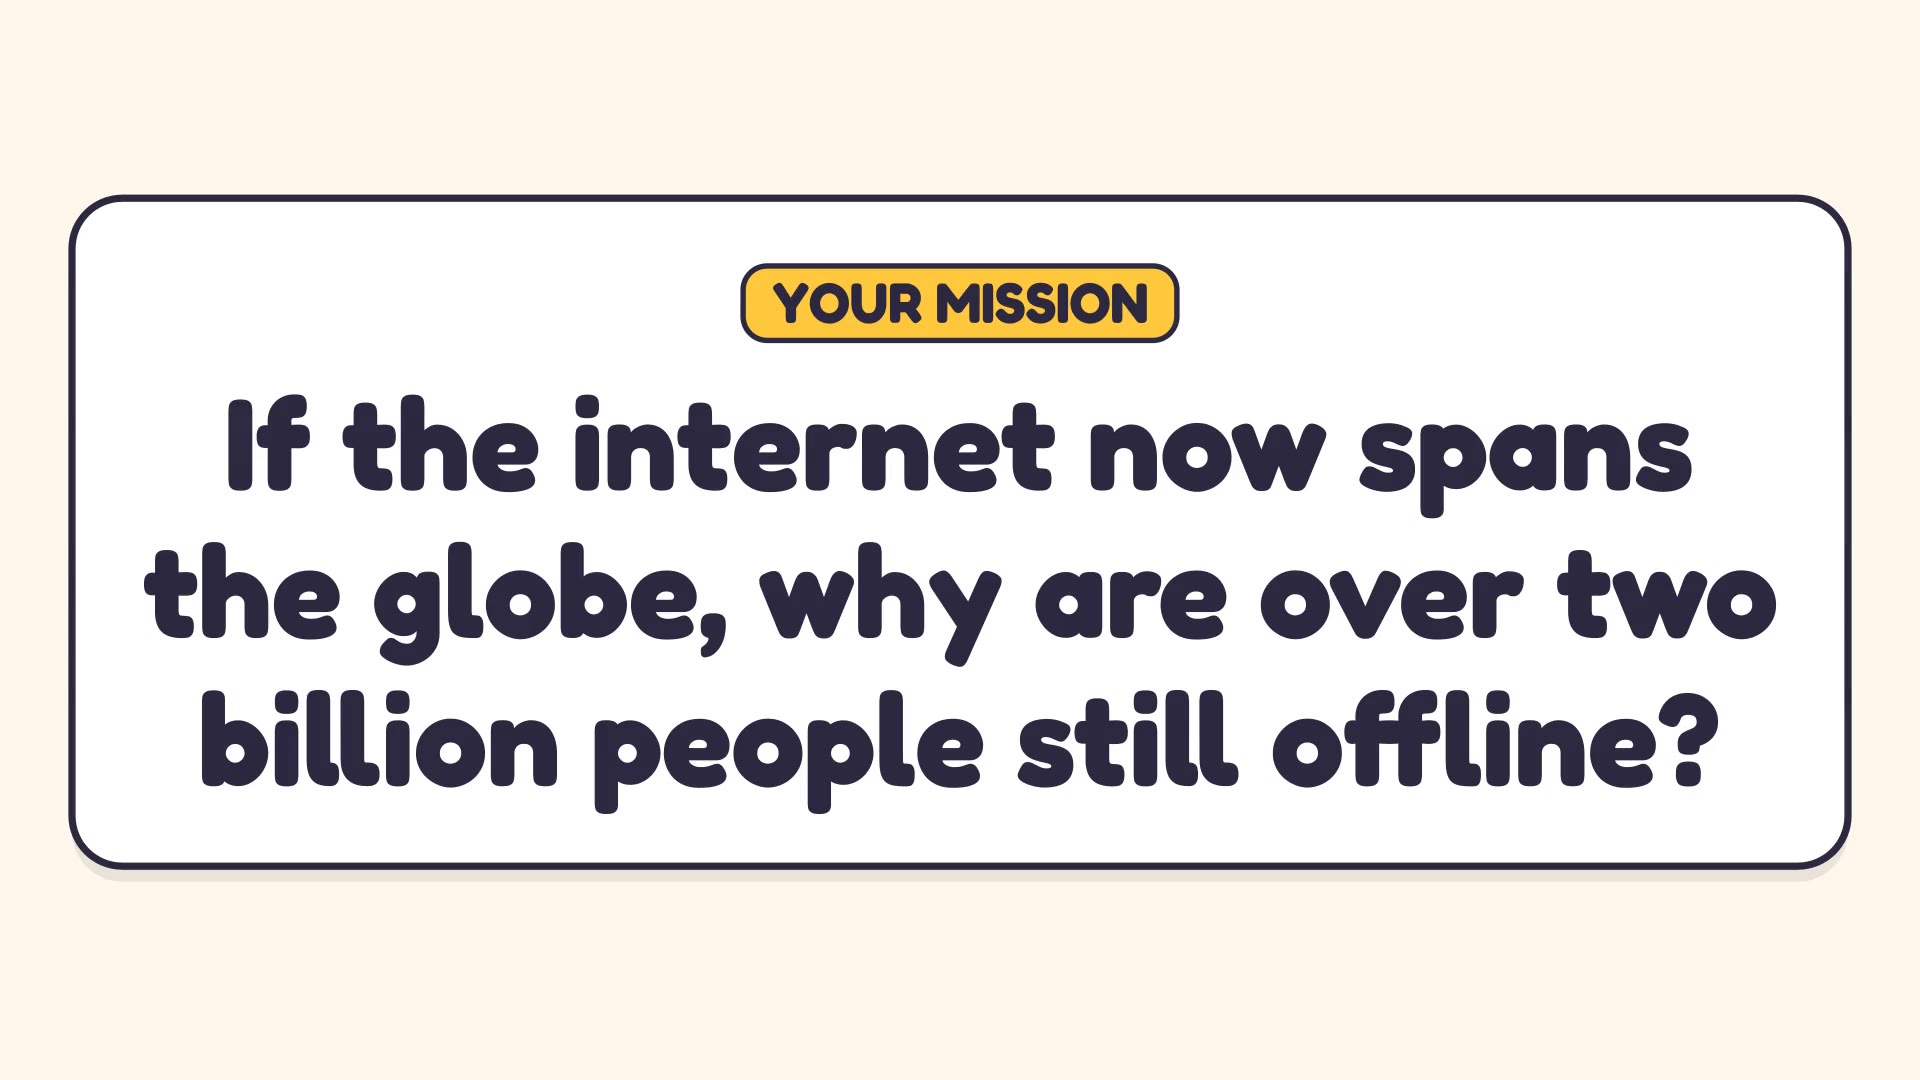 YOUR MISSION
If the internet now spans
the globe, why are over two
billion people still offline?